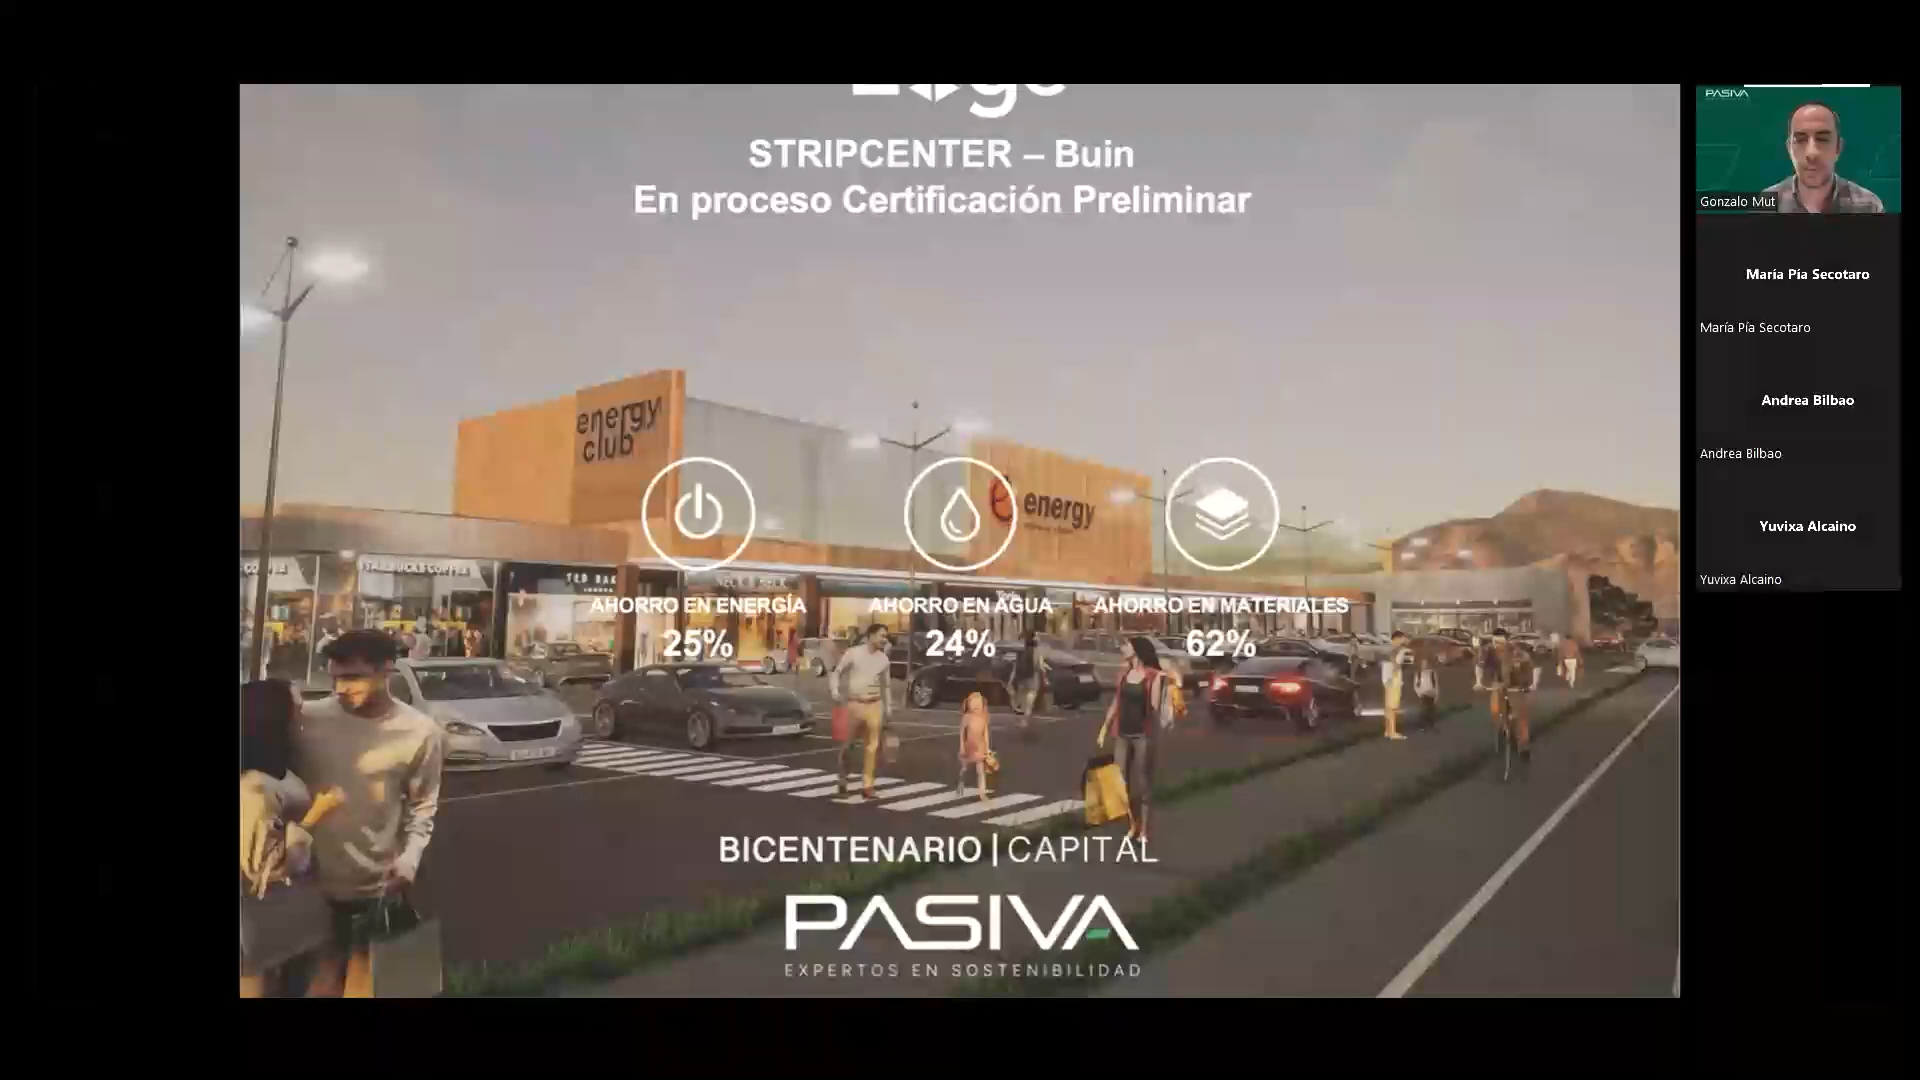 STRIPCENTER – Buin
En proceso Certificación Preliminar
energy
club
energy
STARBUCKS COFFEE
AHORRO EN ENERGÍA
25%
AHORRO EN AGUA
24%
AHORRO EN MATERIALES
62%
BICENTENARIO | CAPITAL
PASIVA
EXPERTOS EN SOSTENIBILIDAD
PASIVA
Gonzalo Mut
María Pía Secotaro
María Pía Secotaro
Andrea Bilbao
Andrea Bilbao
Yuvixa Alcaino
Yuvixa Alcaino